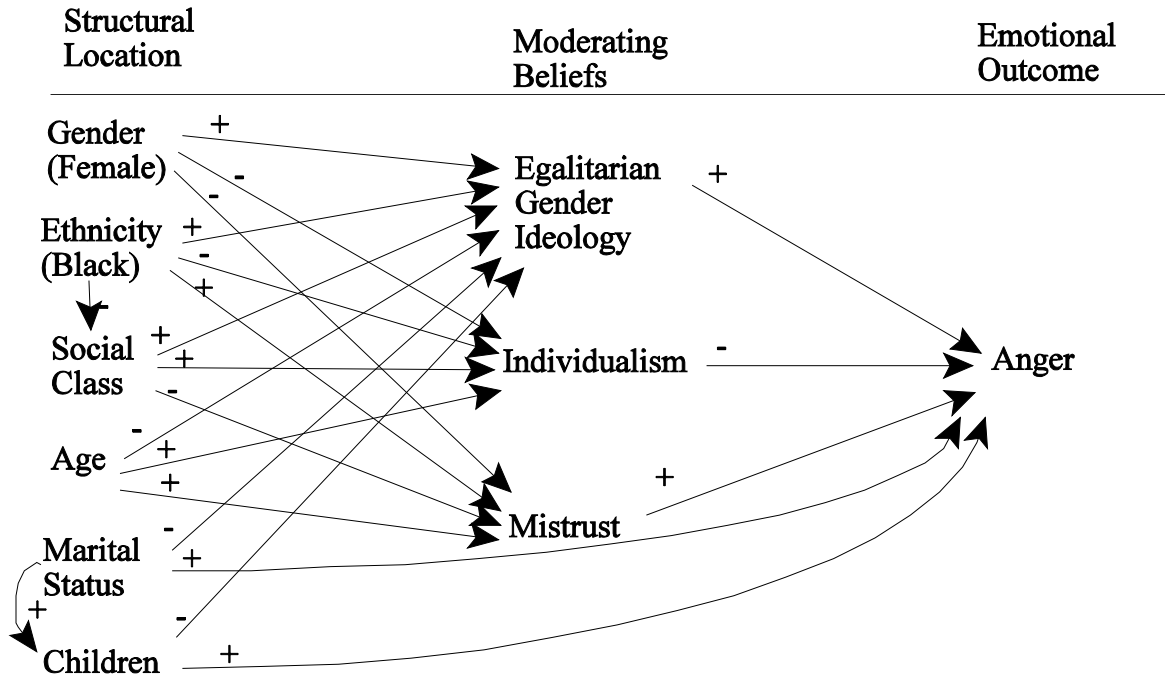 Structural
Location
Moderating
Beliefs
Emotional
Outcome
Gender
(Female)
+
-
-
Egalitarian
Gender
Ideology
+
Ethnicity
(Black)
+
-
+
-
Social
Class
+
+
-
Individualism
-
Anger
Age
-
+
+
Mistrust
+
Marital
Status
-
+
+
Children
-
+